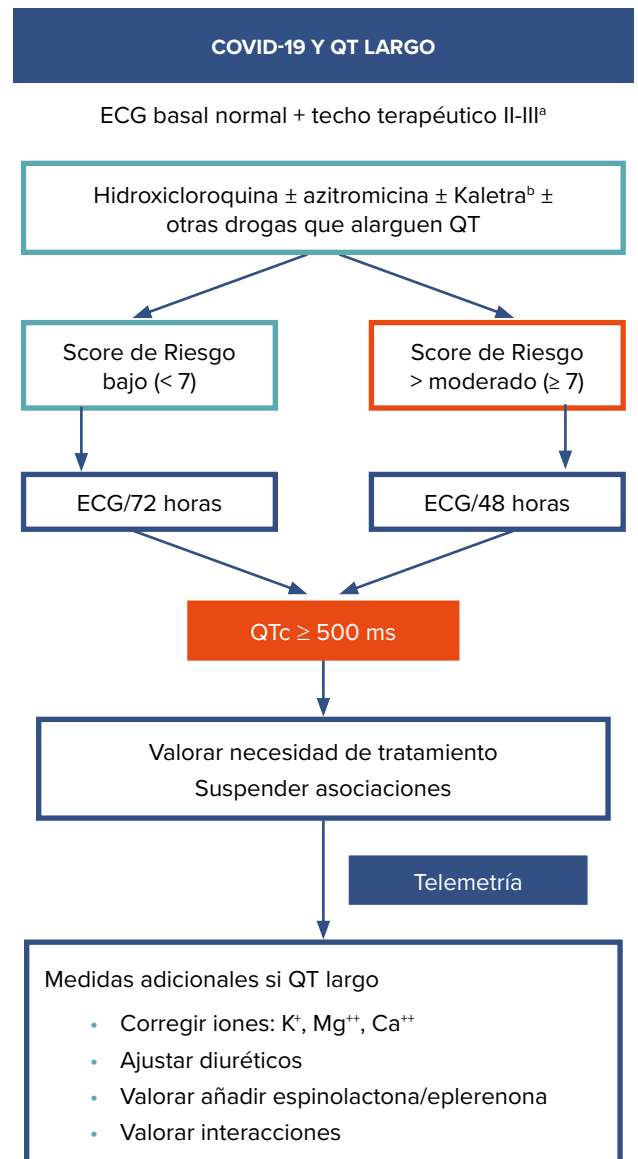 COVID-19 Y QT LARGO
ECG basal normal + techo terapéutico II-IIIª
Hidroxicloroquina ± azitromicina ± Kaletraᵇ ±
otras drogas que alarguen QT
Score de Riesgo
bajo (< 7)
Score de Riesgo
> moderado (≥ 7)
ECG/72 horas
ECG/48 horas
QTc ≥ 500 ms
Valorar necesidad de tratamiento
Suspender asociaciones
Telemetría
Medidas adicionales si QT largo
• Corregir iones: K⁺, Mg⁺⁺, Ca⁺⁺
• Ajustar diuréticos
• Valorar añadir espinolactona/eplerenona
• Valorar interacciones